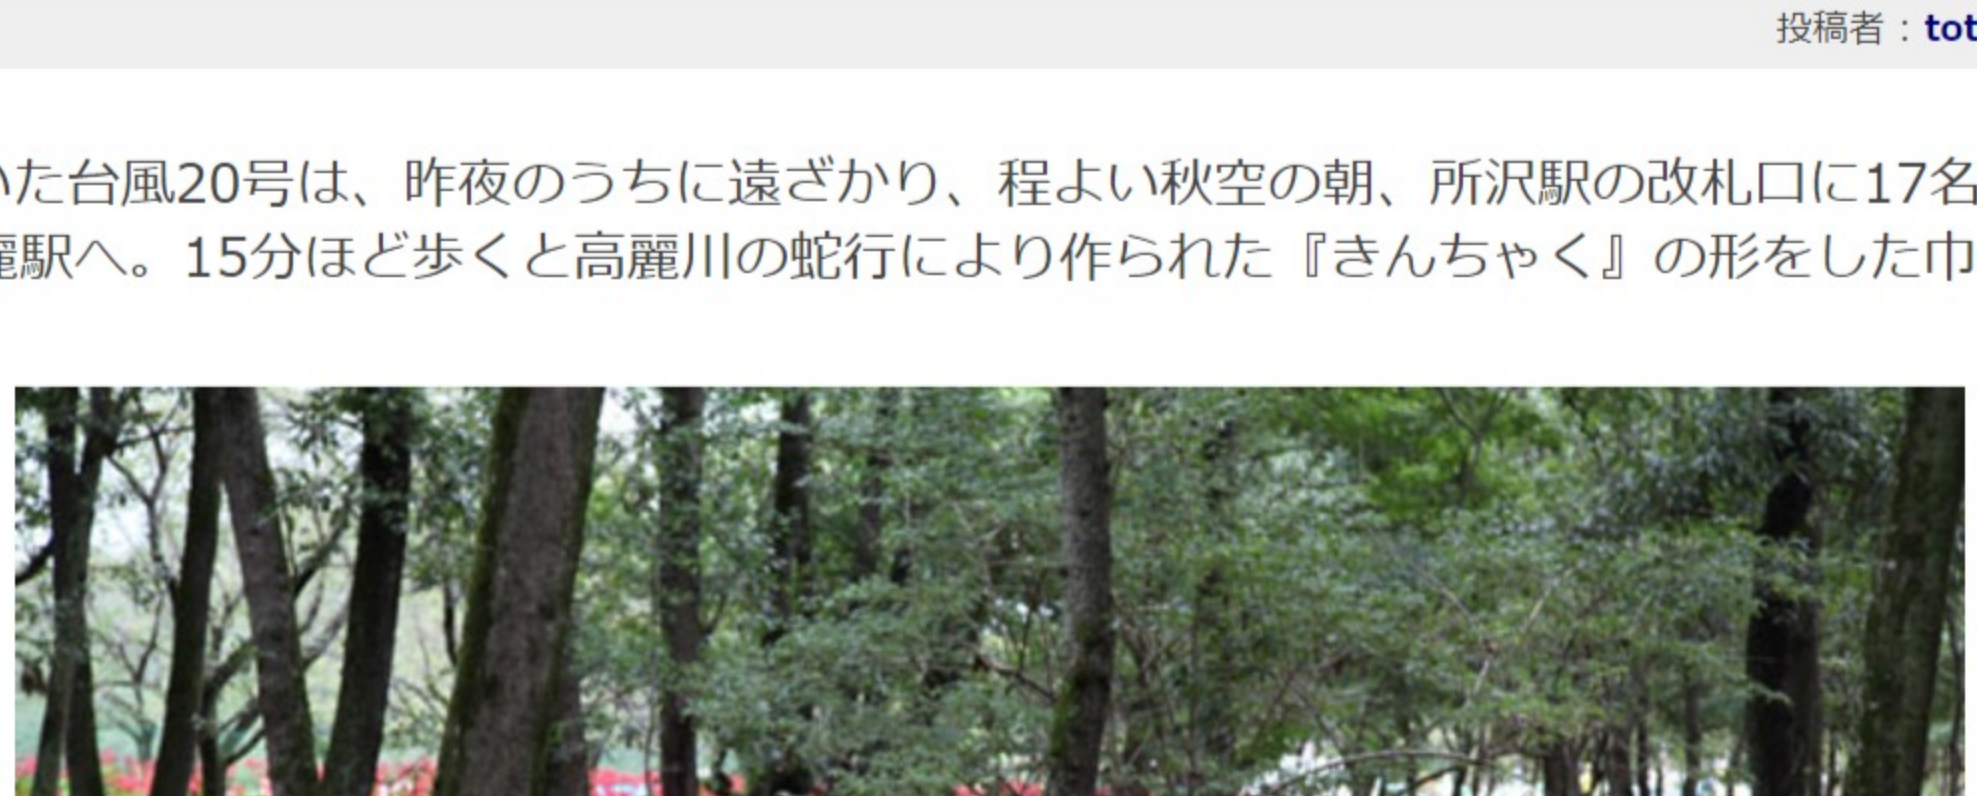 投稿者：tot
いた台風20号は、昨夜のうちに遠ざかり、程よい秋空の朝、所沢駅の改札口に17名
麗駅へ。15分ほど歩くと高麗川の蛇行により作られた『きんちゃく』の形をした巾